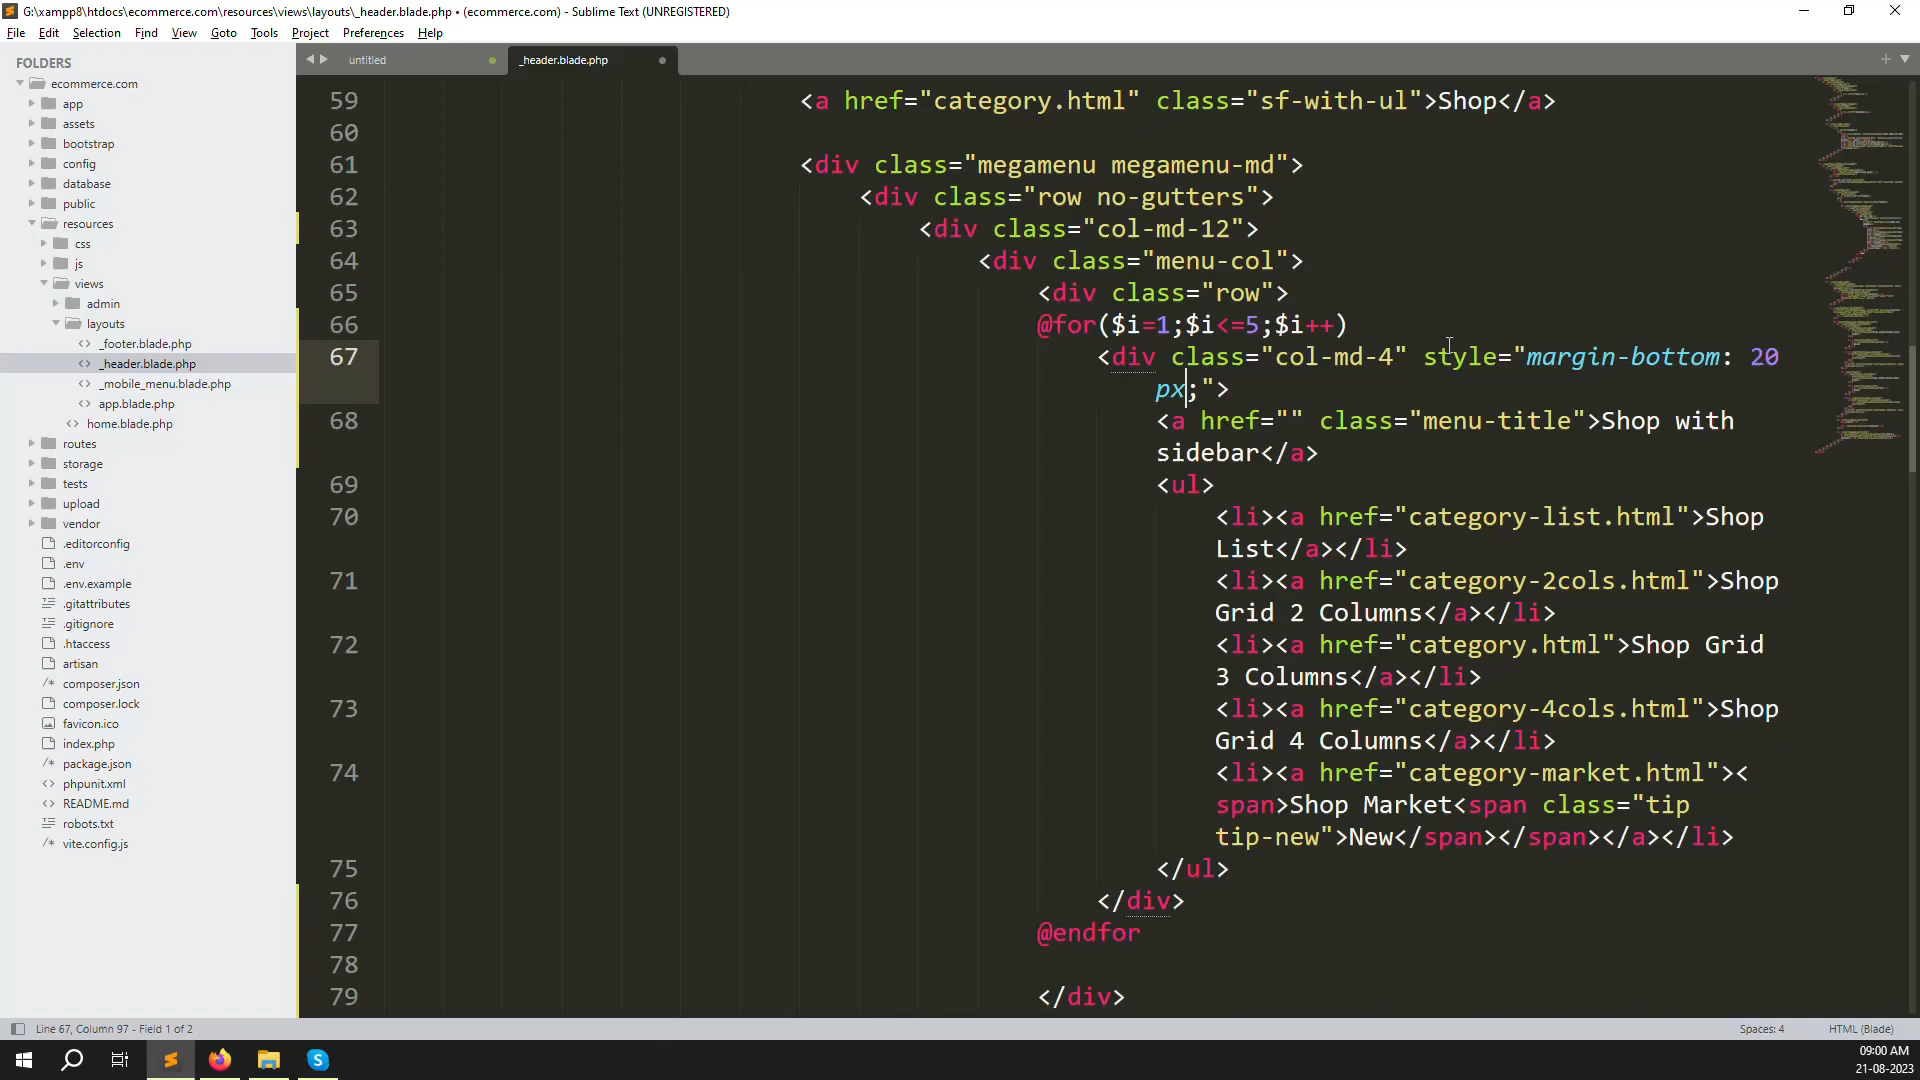 G:\xampp8\htdocs\ecommerce.com\resources\views\layouts\_header.blade.php • (ecommerce.com) - Sublime Text (UNREGISTERED)
File Edit Selection Find View Goto Tools Project Preferences Help
FOLDERS
ecommerce.com
app
assets
bootstrap
config
database
public
resources
css
js
views
admin
layouts
_footer.blade.php
_header.blade.php
_mobile_menu.blade.php
app.blade.php
home.blade.php
routes
storage
tests
upload
vendor
.editorconfig
.env
.env.example
.gitattributes
.gitignore
.htaccess
artisan
composer.json
composer.lock
favicon.ico
index.php
package.json
phpunit.xml
README.md
robots.txt
vite.config.js
untitled
_header.blade.php
59 <a href="category.html" class="sf-with-ul">Shop</a>
60
61 <div class="megamenu megamenu-md">
62 <div class="row no-gutters">
63 <div class="col-md-12">
64 <div class="menu-col">
65 <div class="row">
66 @for($i=1;$i<=5;$i++)
67 <div class="col-md-4" style="margin-bottom: 20
px;">
68 <a href="" class="menu-title">Shop with
sidebar</a>
69 <ul>
70 <li><a href="category-list.html">Shop
List</a></li>
71 <li><a href="category-2cols.html">Shop
Grid 2 Columns</a></li>
72 <li><a href="category.html">Shop Grid
3 Columns</a></li>
73 <li><a href="category-4cols.html">Shop
Grid 4 Columns</a></li>
74 <li><a href="category-market.html"><
span>Shop Market<span class="tip
tip-new">New</span></span></a></li>
75 </ul>
76 </div>
77 @endfor
78
79 </div>
Line 67, Column 97 - Field 1 of 2
Spaces: 4
HTML (Blade)
09:00 AM
21-08-2023